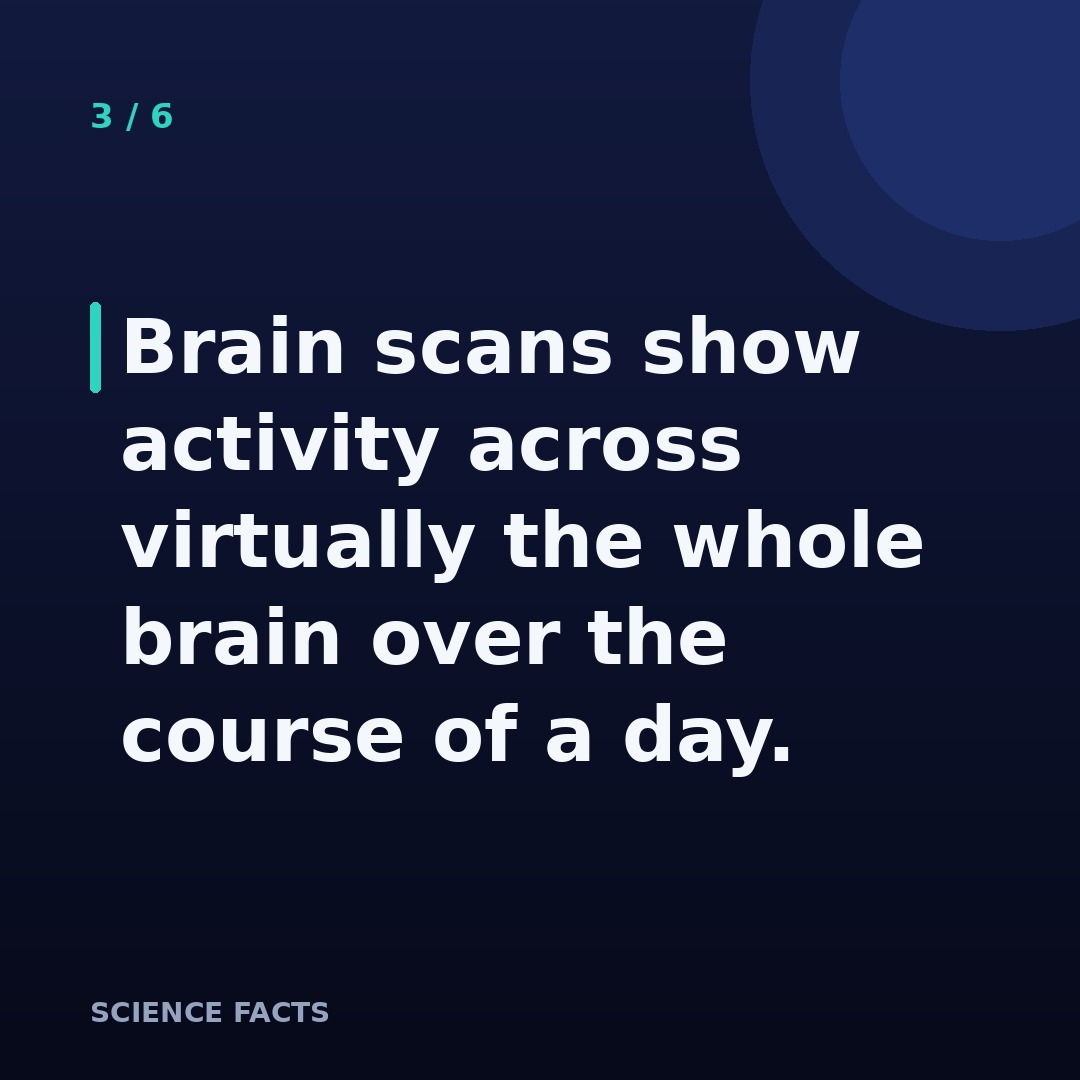 3 / 6
Brain scans show
activity across
virtually the whole
brain over the
course of a day.
SCIENCE FACTS